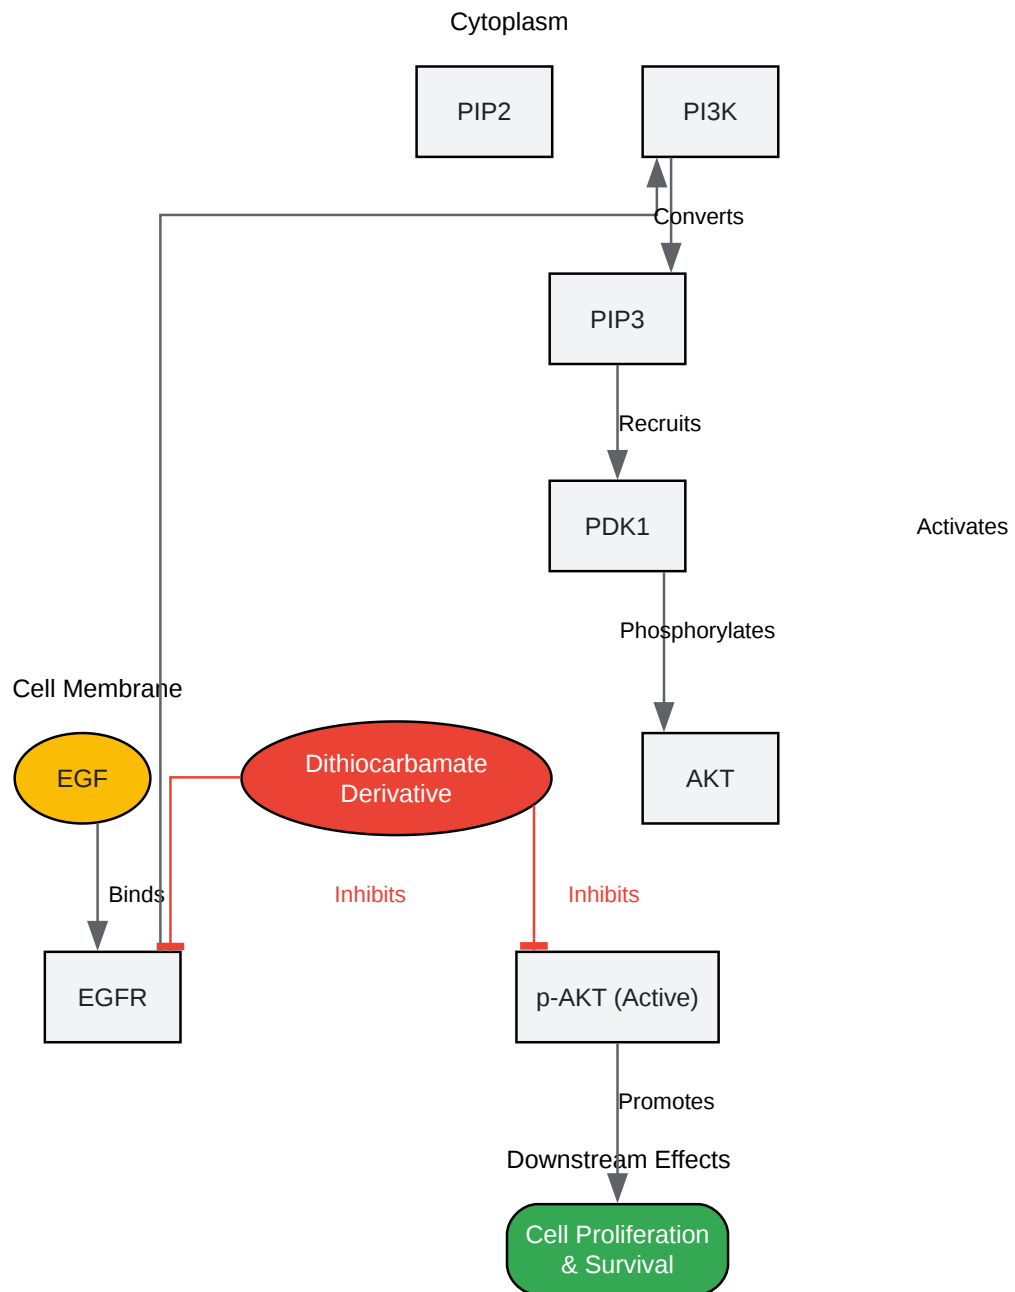 Cytoplasm
PIP2
PI3K
Converts
PIP3
Recruits
PDK1
Activates
Phosphorylates
Cell Membrane
EGF
Dithiocarbamate
Derivative
AKT
Binds
Inhibits
Inhibits
EGFR
p-AKT (Active)
Promotes
Downstream Effects
Cell Proliferation
& Survival